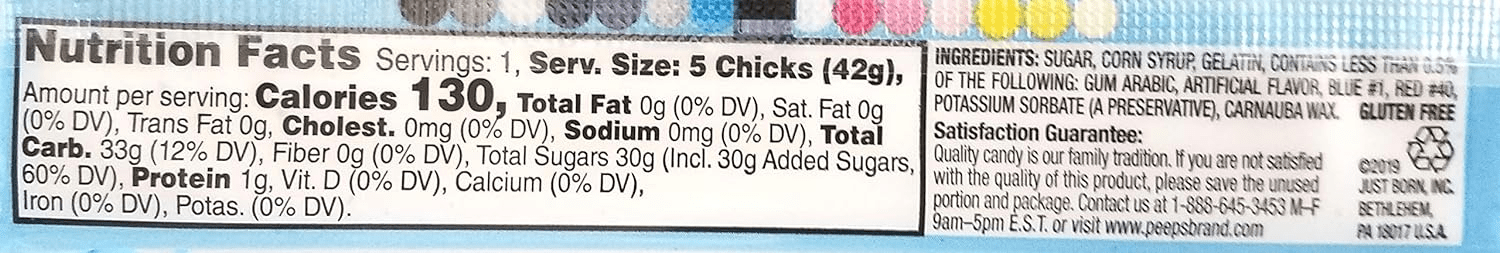 Nutrition Facts Servings: 1, Serv. Size: 5 Chicks (42g),
Amount per serving: Calories 130, Total Fat 0g (0% DV), Sat. Fat 0g
(0% DV), Trans Fat 0g, Cholest. 0mg (0% DV), Sodium 0mg (0% DV), Total
Carb. 33g (12% DV), Fiber 0g (0% DV), Total Sugars 30g (Incl. 30g Added Sugars,
60% DV), Protein 1g, Vit. D (0% DV), Calcium (0% DV),
Iron (0% DV), Potas. (0% DV).
INGREDIENTS: SUGAR, CORN SYRUP, GELATIN, CONTAINS LESS THAN 0.5%
OF THE FOLLOWING: GUM ARABIC, ARTIFICIAL FLAVOR, BLUE #1, RED #40,
POTASSIUM SORBATE (A PRESERVATIVE), CARNAUBA WAX. GLUTEN FREE
Satisfaction Guarantee:
Quality candy is our family tradition. If you are not satisfied
with the quality of this product, please save the unused
portion and package. Contact us at 1-888-645-3453 M–F
9am–5pm E.S.T. or visit www.peepsbrand.com
©2019
JUST BORN, INC.
BETHLEHEM,
PA 18017 U.S.A.